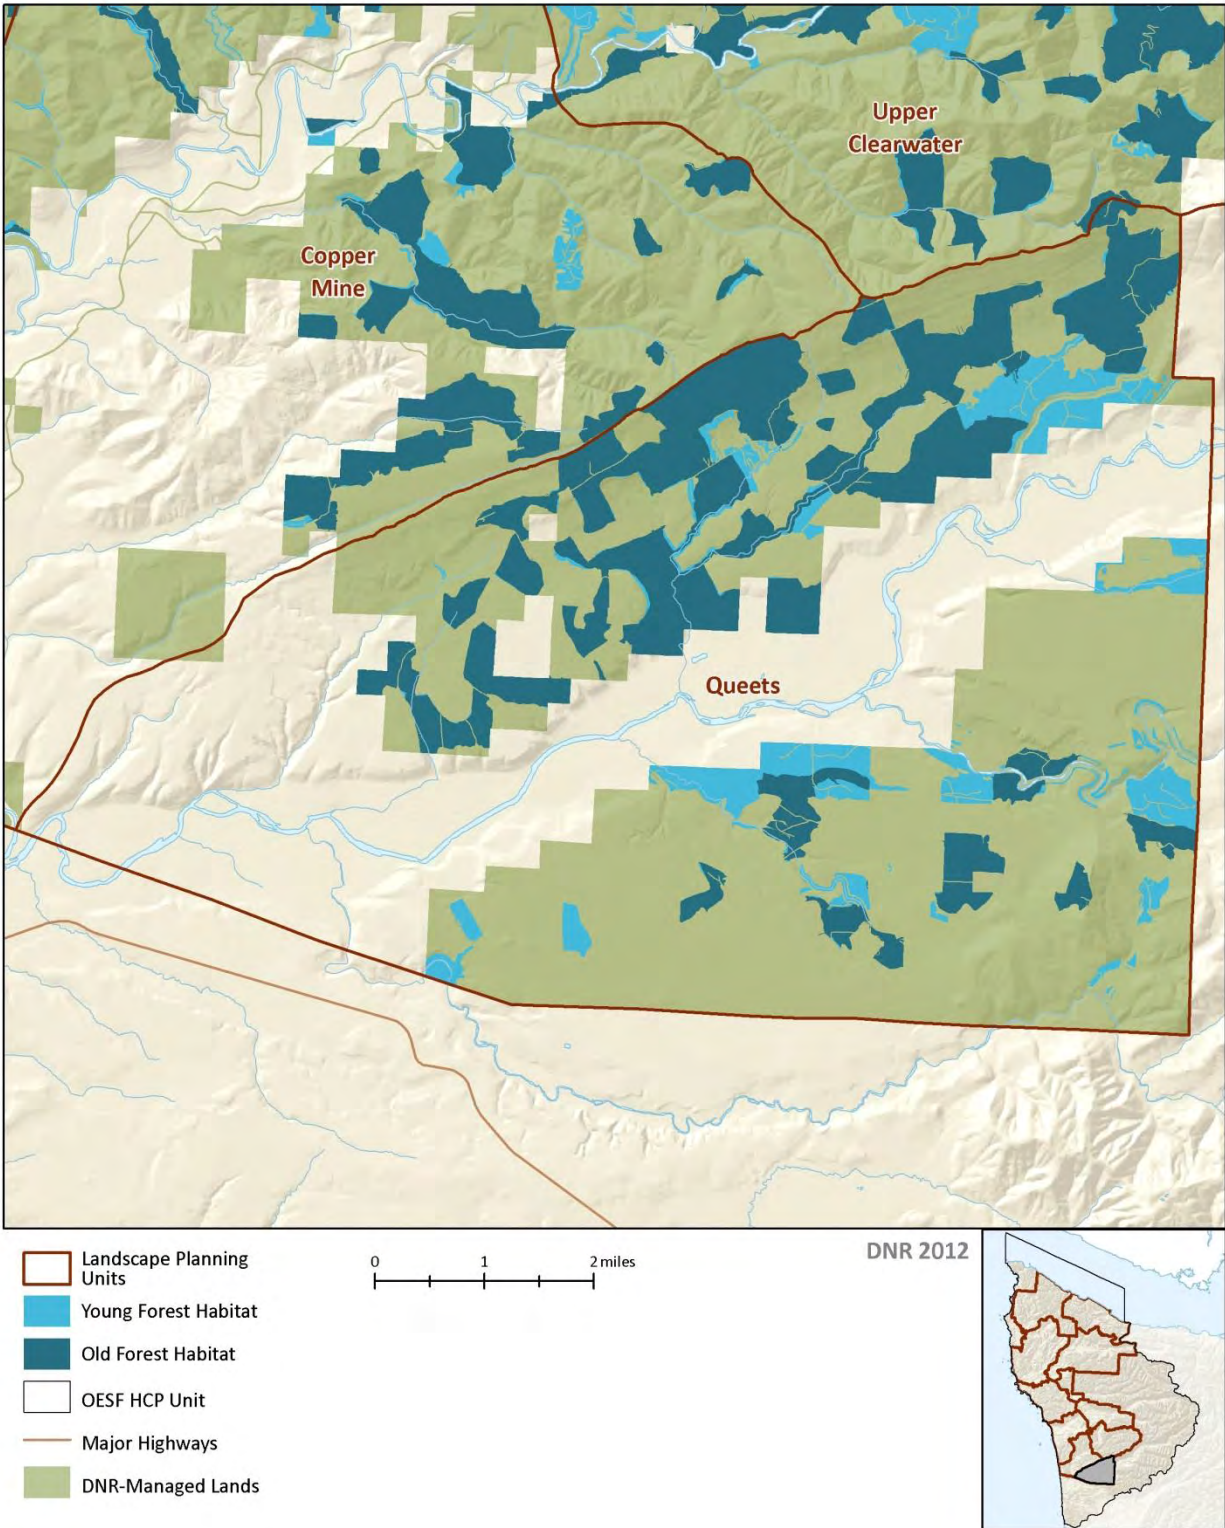 Upper
Clearwater
Copper
Mine
Queets
Landscape Planning
Units
Young Forest Habitat
Old Forest Habitat
OESF HCP Unit
Major Highways
DNR-Managed Lands
0 1 2 miles
DNR 2012